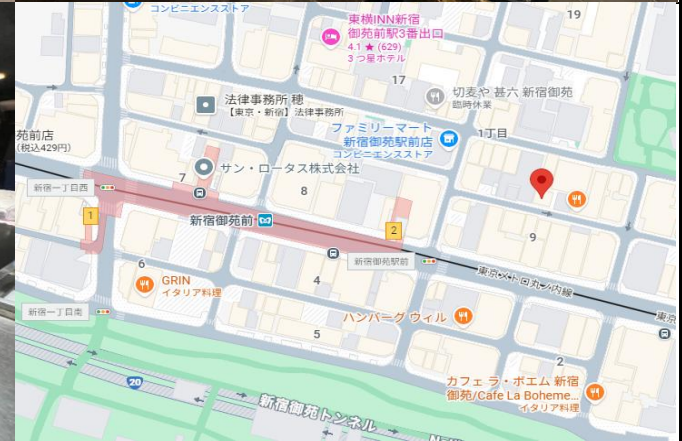 コンビニエンスストア
東横INN新宿
御苑前駅3番出口
4.1 ★ (629)
3 つ星ホテル
19
17
切麦や 甚六 新宿御苑
臨時休業
法律事務所 穂
【東京・新宿】法律事務所
ファミリーマート
新宿御苑駅前店
コンビニエンスストア
1丁目
苑前店
(税込429円)
サン・ロータス株式会社
7
8
新宿一丁目西
1
新宿御苑前
2
9
新宿御苑駅前
東京メトロ丸ノ内線
東京
6
GRIN
イタリア料理
4
新宿一丁目南
ハンバーグ ウィル
5
2
20
カフェ ラ・ボエム 新宿
御苑/Cafe La Boheme...
イタリア料理
新宿御苑トンネル